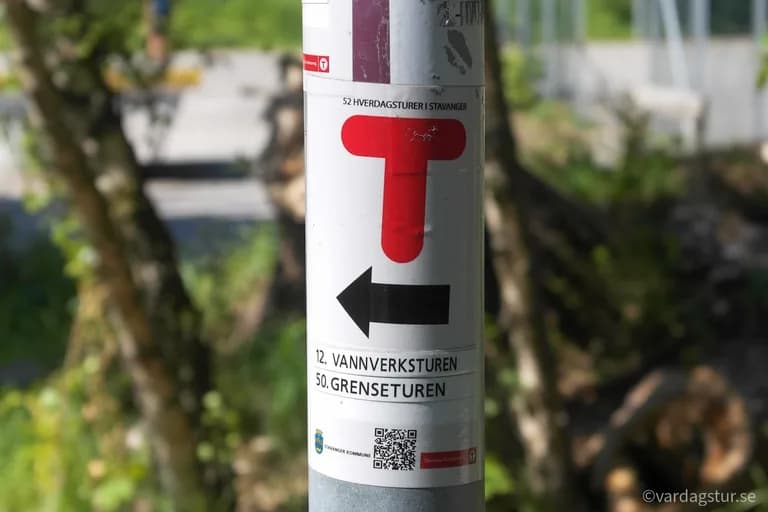 52 HVERDAGSTURER I STAVANGER
T
12. VANNVERKSTUREN
50. GRENSETUREN
STAVANGER KOMMUNE
©vardagstur.se